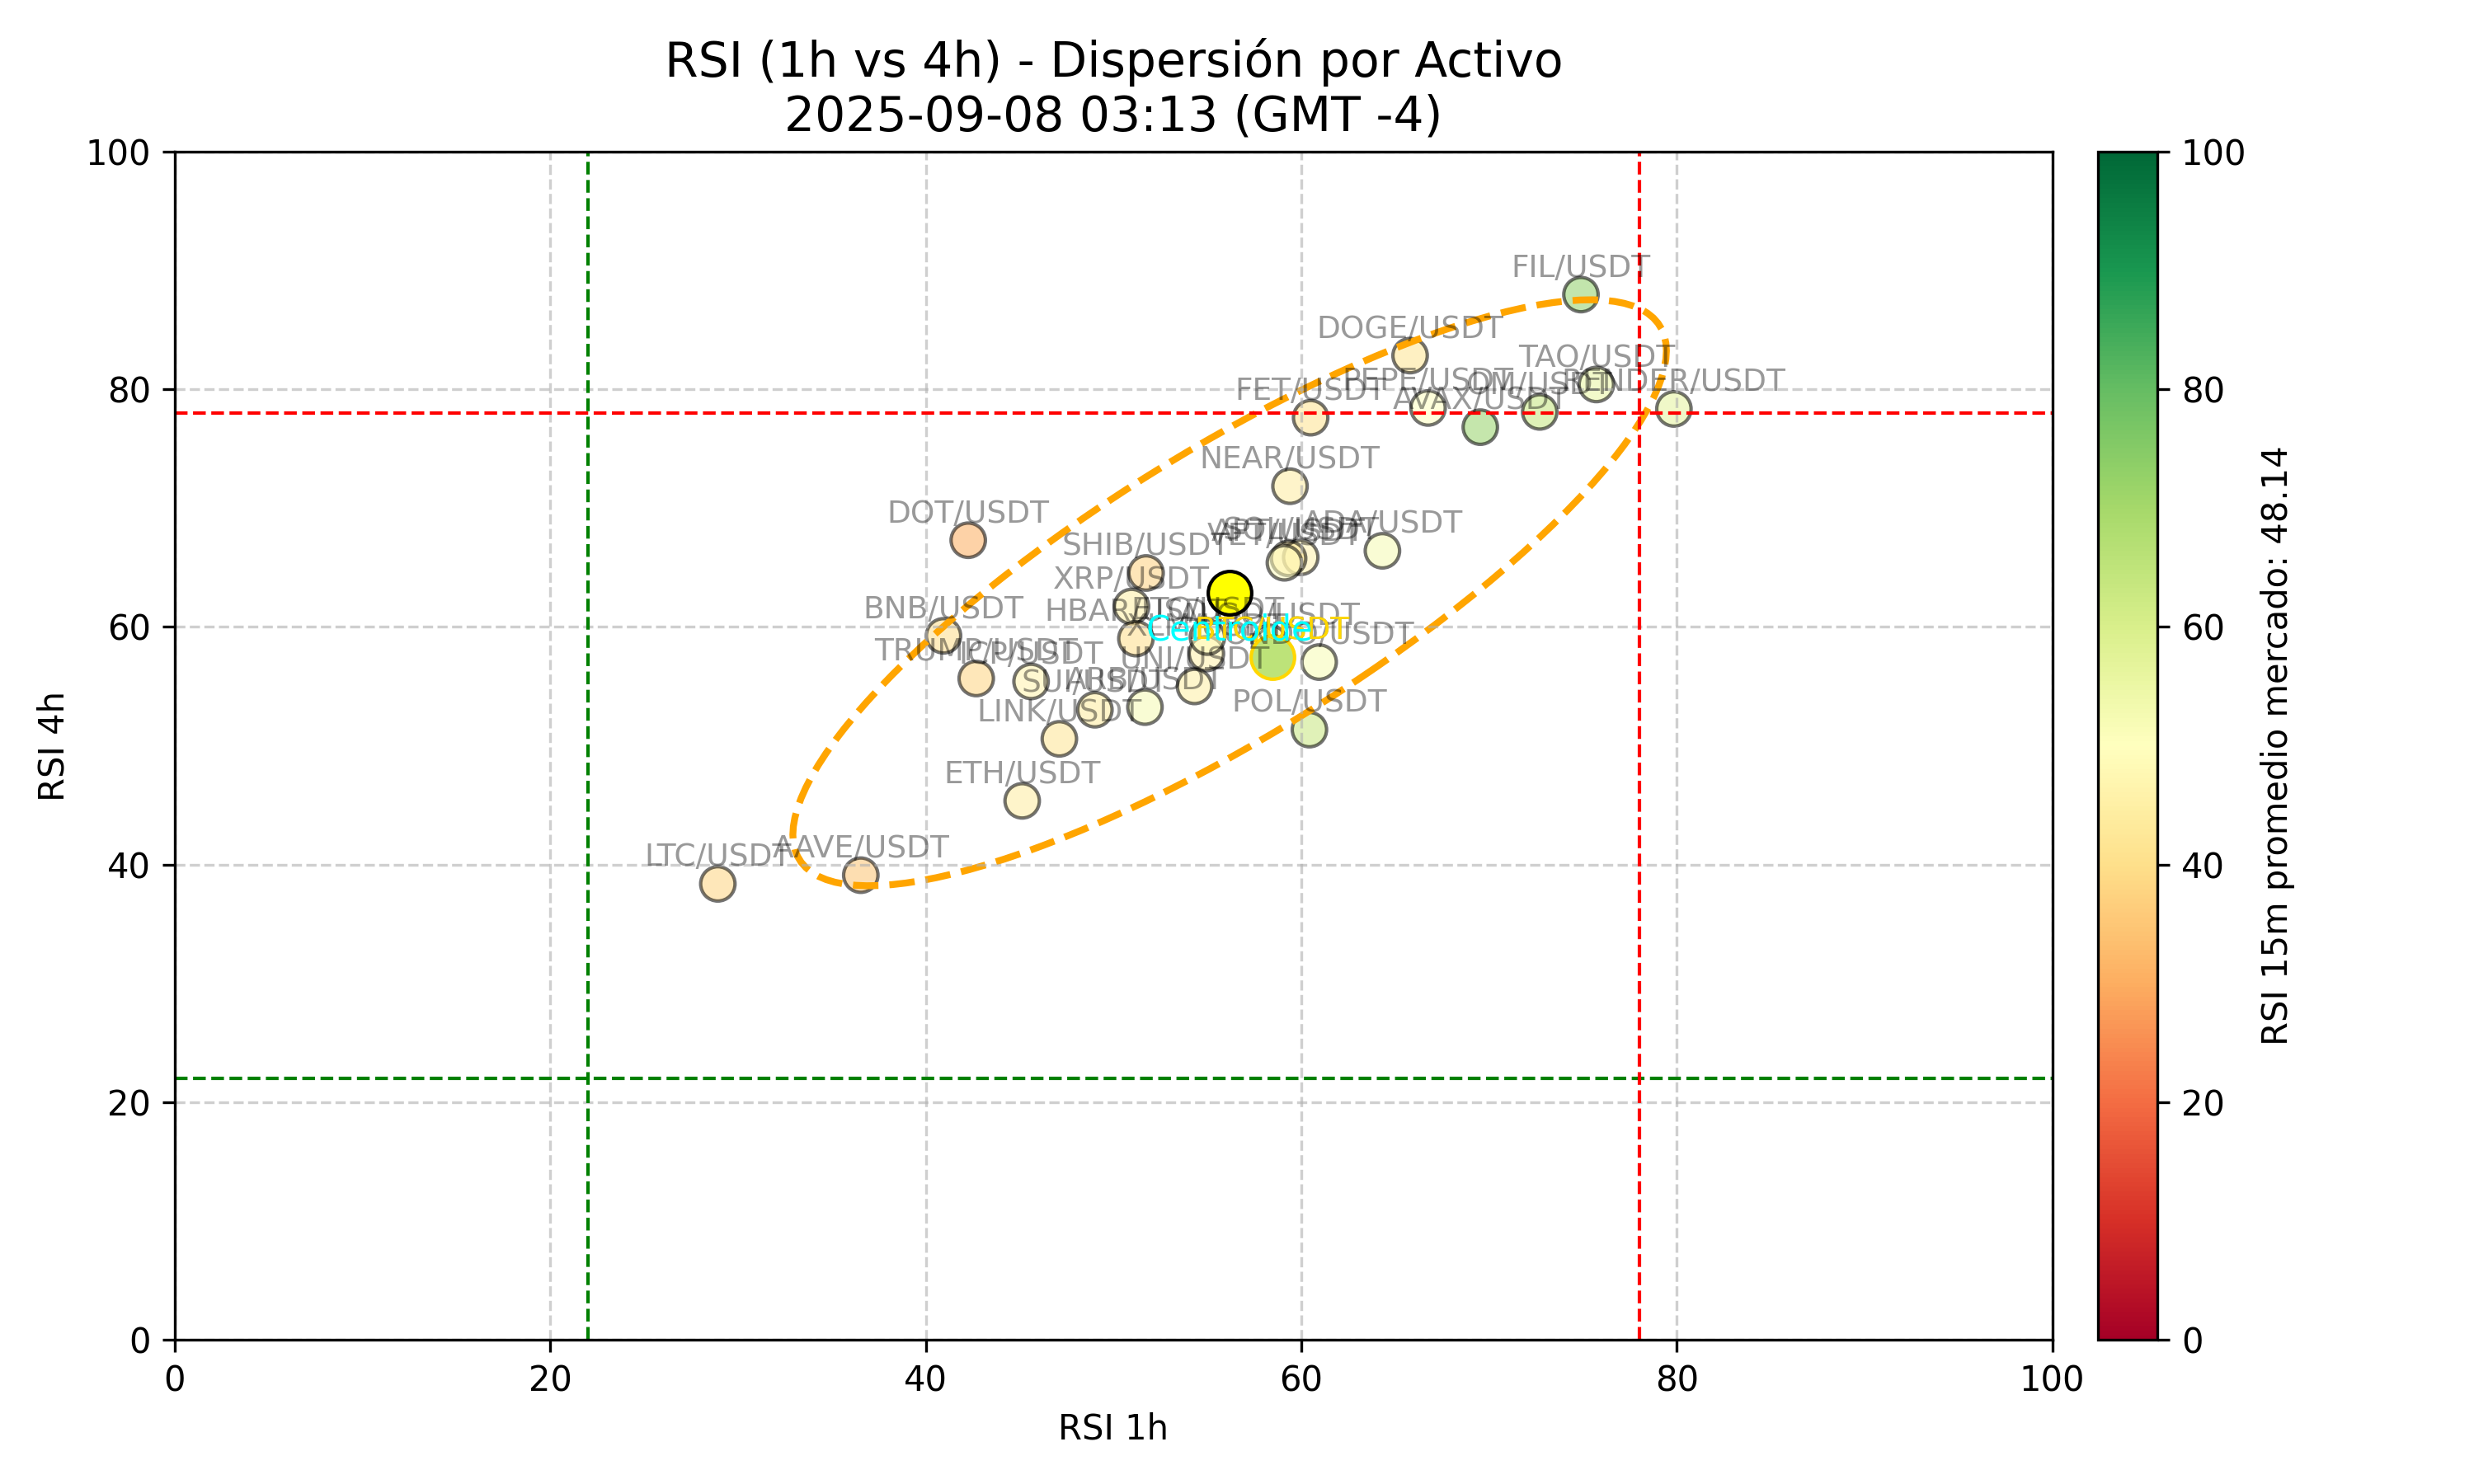 RSI (1h vs 4h) - Dispersión por Activo
2025-09-08 03:13 (GMT -4)
RSI 4h
100
80
60
40
20
0
0
20
40
60
80
100
RSI 1h
FIL/USDT
DOGE/USDT
TAO/USDT
FET/USDT
PEPE/USDT
RENDER/USDT
AVAX/USDT
NEAR/USDT
DOT/USDT
ADA/USDT
SHIB/USDT
XRP/USDT
BNB/USDT
TRUMP/USDT
ICP/USDT
UNI/USDT
SUI/USDT
ARB/USDT
LINK/USDT
POL/USDT
ETH/USDT
AAVE/USDT
LTC/USDT
Centroide
100
80
60
40
20
0
RSI 15m promedio mercado: 48.14